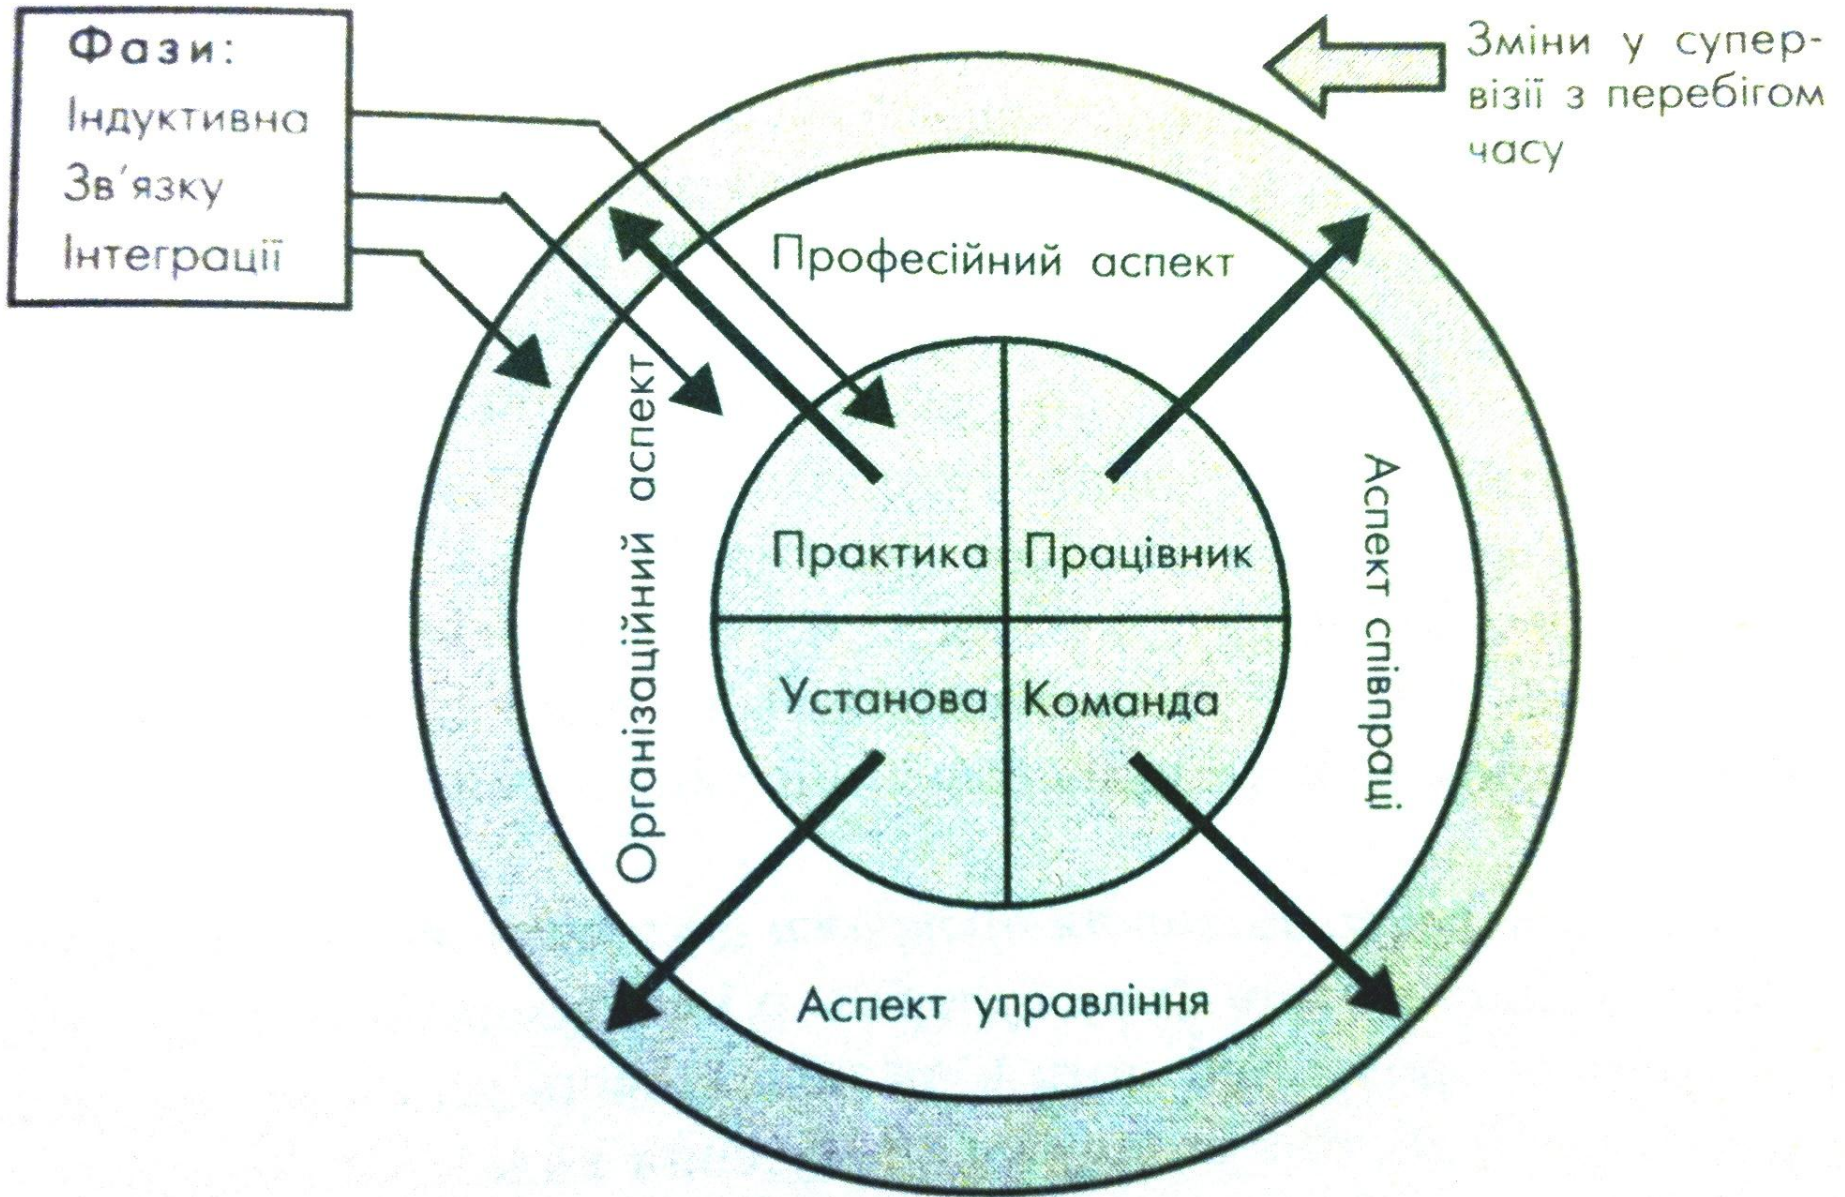 Фази:
Індуктивна
Зв'язку
Інтеграції
Зміни у супер-
візії з перебігом
часу
Професійний аспект
Організаційний аспект
Аспект співпраці
Практика
Працівник
Установа
Команда
Аспект управління